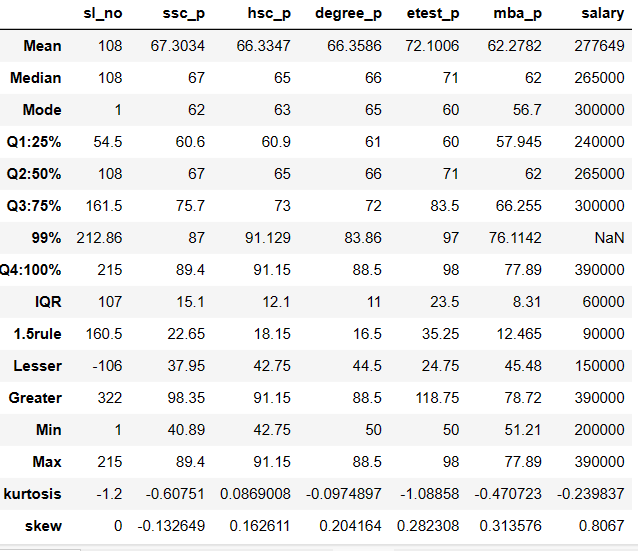 sl_no ssc_p hsc_p degree_p etest_p mba_p salary
Mean 108 67.3034 66.3347 66.3586 72.1006 62.2782 277649
Median 108 67 65 66 71 62 265000
Mode 1 62 63 65 60 56.7 300000
Q1:25% 54.5 60.6 60.9 61 60 57.945 240000
Q2:50% 108 67 65 66 71 62 265000
Q3:75% 161.5 75.7 73 72 83.5 66.255 300000
99% 212.86 87 91.129 83.86 97 76.1142 NaN
Q4:100% 215 89.4 91.15 88.5 98 77.89 390000
IQR 107 15.1 12.1 11 23.5 8.31 60000
1.5rule 160.5 22.65 18.15 16.5 35.25 12.465 90000
Lesser -106 37.95 42.75 44.5 24.75 45.48 150000
Greater 322 98.35 91.15 88.5 118.75 78.72 390000
Min 1 40.89 42.75 50 50 51.21 200000
Max 215 89.4 91.15 88.5 98 77.89 390000
kurtosis -1.2 -0.60751 0.0869008 -0.0974897 -1.08858 -0.470723 -0.239837
skew 0 -0.132649 0.162611 0.204164 0.282308 0.313576 0.8067